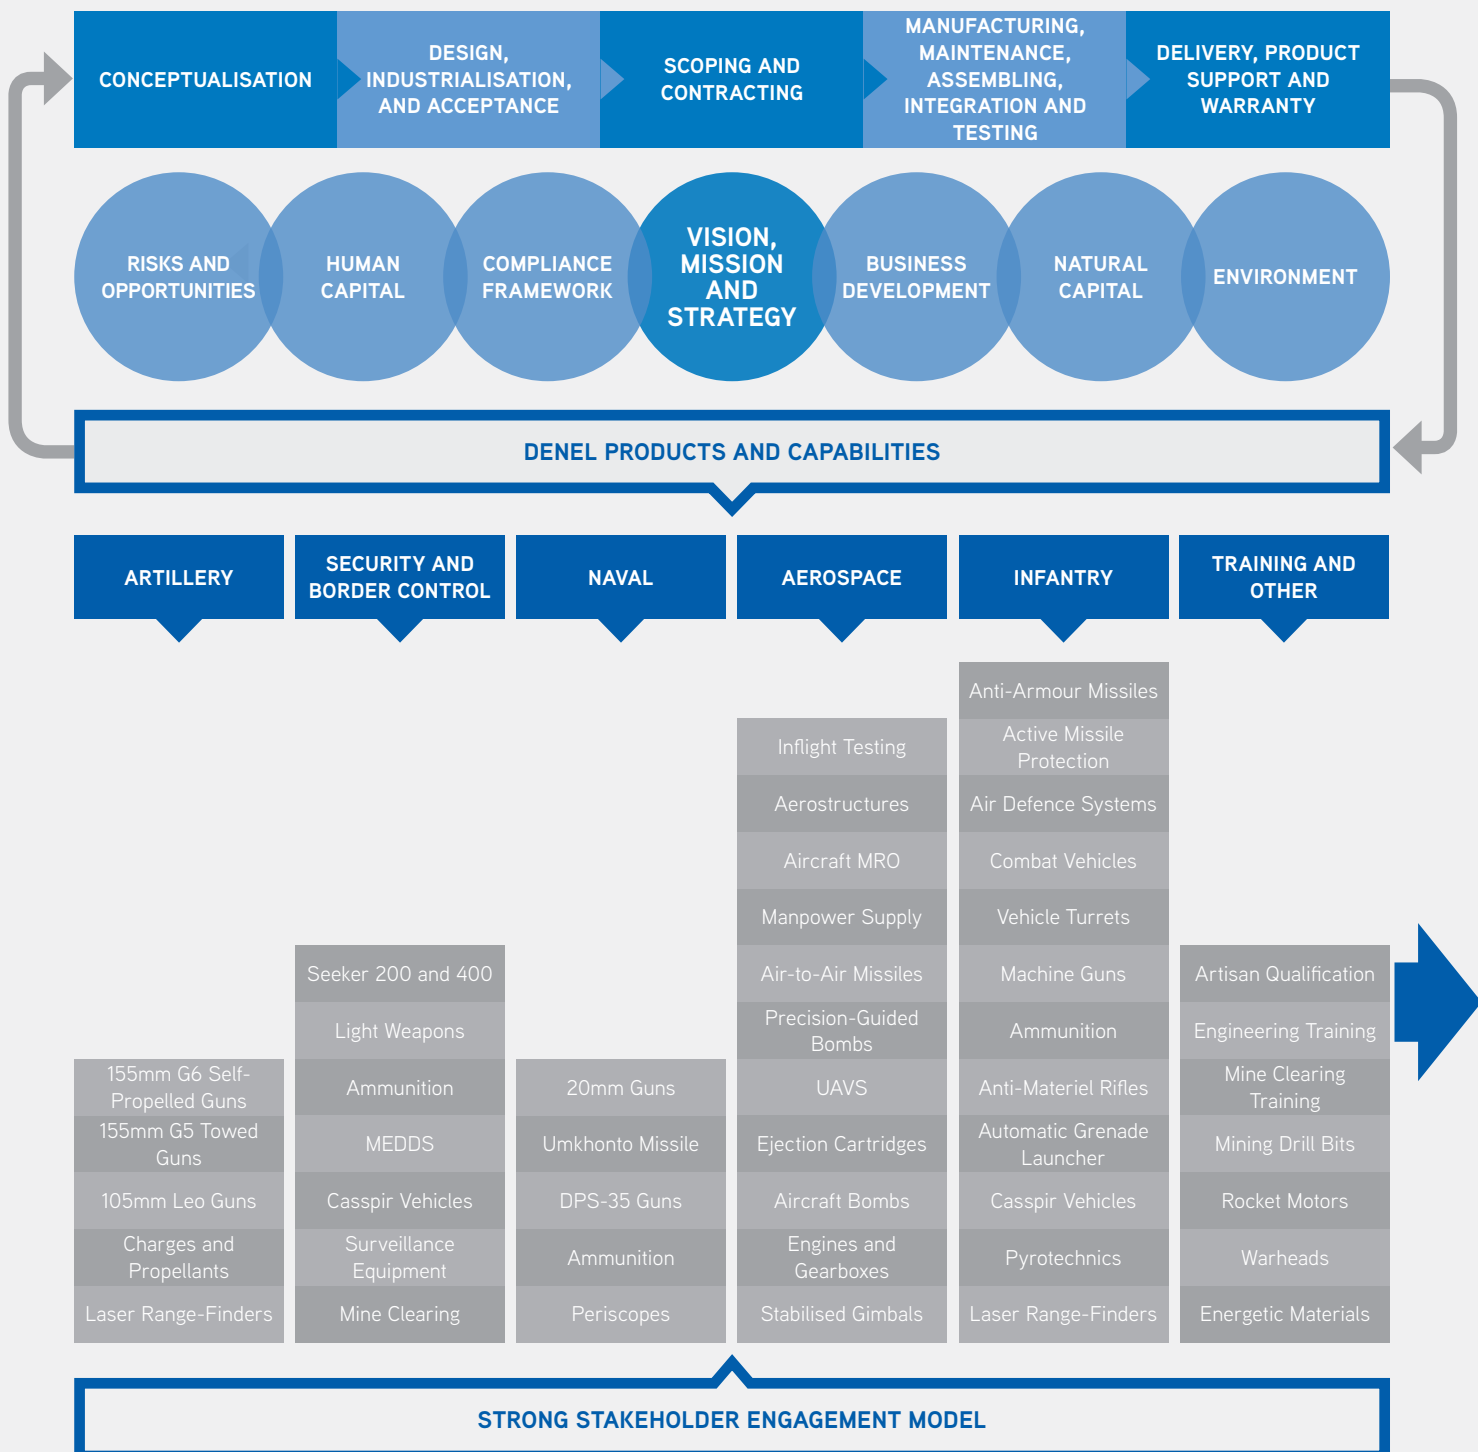 CONCEPTUALISATION
DESIGN,
INDUSTRIALISATION,
AND ACCEPTANCE
SCOPING AND
CONTRACTING
MANUFACTURING,
MAINTENANCE,
ASSEMBLING,
INTEGRATION AND
TESTING
DELIVERY, PRODUCT
SUPPORT AND
WARRANTY
RISKS AND
OPPORTUNITIES
HUMAN
CAPITAL
COMPLIANCE
FRAMEWORK
VISION,
MISSION
AND
STRATEGY
BUSINESS
DEVELOPMENT
NATURAL
CAPITAL
ENVIRONMENT
DENEL PRODUCTS AND CAPABILITIES
ARTILLERY
155mm G6 Self-
Propelled Guns
155mm G5 Towed
Guns
105mm Leo Guns
Charges and
Propellants
Laser Range-Finders
SECURITY AND
BORDER CONTROL
Seeker 200 and 400
Light Weapons
Ammunition
MEDDS
Casspir Vehicles
Surveillance
Equipment
Mine Clearing
NAVAL
20mm Guns
Umkhonto Missile
DPS-35 Guns
Ammunition
Periscopes
AEROSPACE
Inflight Testing
Aerostructures
Aircraft MRO
Manpower Supply
Air-to-Air Missiles
Precision-Guided
Bombs
UAVS
Ejection Cartridges
Aircraft Bombs
Engines and
Gearboxes
Stabilised Gimbals
INFANTRY
Anti-Armour Missiles
Active Missile
Protection
Air Defence Systems
Combat Vehicles
Vehicle Turrets
Machine Guns
Ammunition
Anti-Materiel Rifles
Automatic Grenade
Launcher
Casspir Vehicles
Pyrotechnics
Laser Range-Finders
TRAINING AND
OTHER
Artisan Qualification
Engineering Training
Mine Clearing
Training
Mining Drill Bits
Rocket Motors
Warheads
Energetic Materials
STRONG STAKEHOLDER ENGAGEMENT MODEL